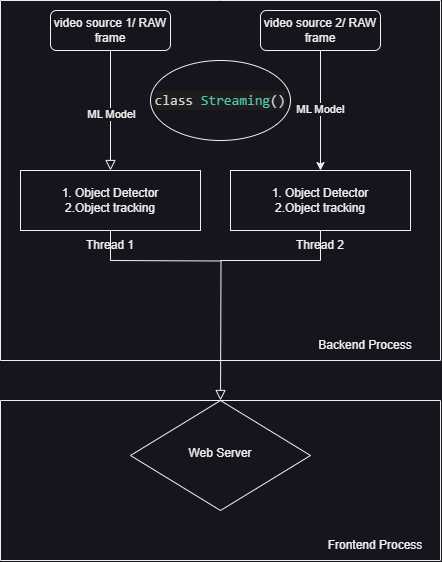 video source 1/ RAW
frame
video source 2/ RAW
frame
class Streaming()
ML Model
ML Model
1. Object Detector
2.Object tracking
1. Object Detector
2.Object tracking
Thread 1
Thread 2
Backend Process
Web Server
Frontend Process